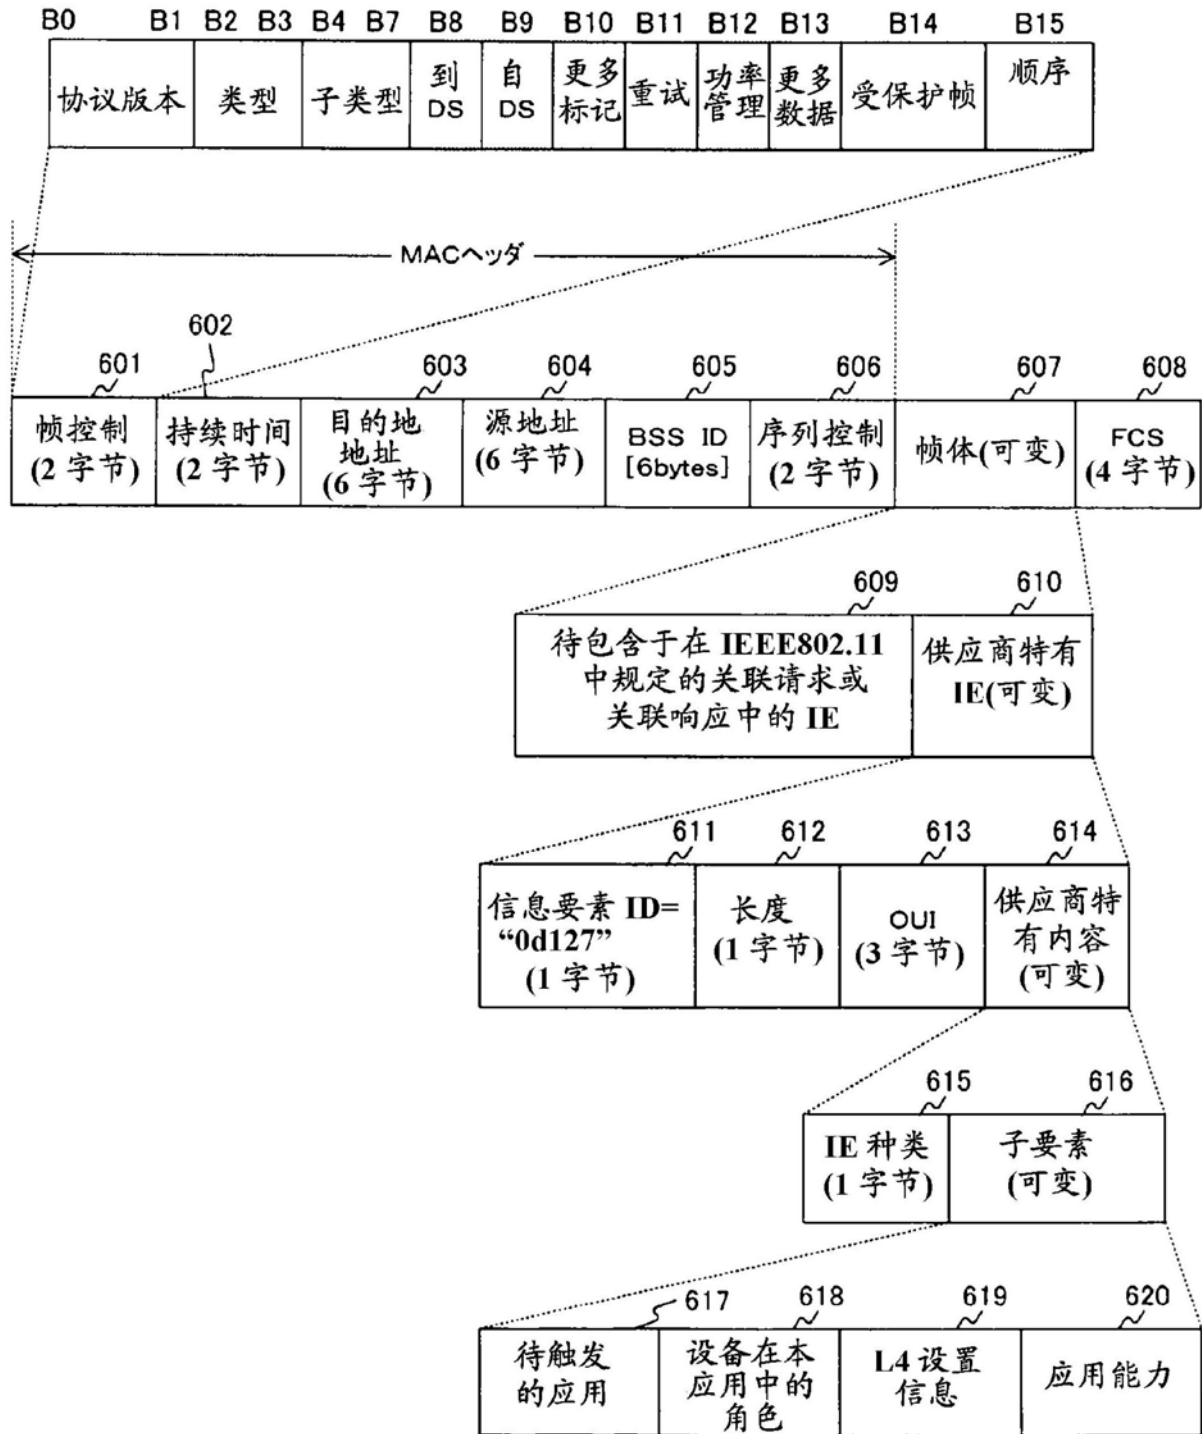 B0 B1 B2 B3 B4 B7 B8 B9 B10 B11 B12 B13 B14 B15
协议版本
类型
子类型
到
DS
自
DS
更多
标记
重试
功率
管理
更多
数据
受保护帧
顺序
MACヘッダ
601
602
603
604
605
606
607
608
帧控制
(2 字节)
持续时间
(2 字节)
目的地
地址
(6 字节)
源地址
(6 字节)
BSS ID
[6bytes]
序列控制
(2 字节)
帧体(可变)
FCS
(4 字节)
609
610
待包含于在 IEEE802.11
中规定的关联请求或
关联响应中的 IE
供应商特有
IE(可变)
611
612
613
614
信息要素 ID=
“0d127”
(1 字节)
长度
(1 字节)
OUI
(3 字节)
供应商特
有内容
(可变)
615
616
IE 种类
(1 字节)
子要素
(可变)
617
618
619
620
待触发
的应用
设备在本
应用中的
角色
L4 设置
信息
应用能力